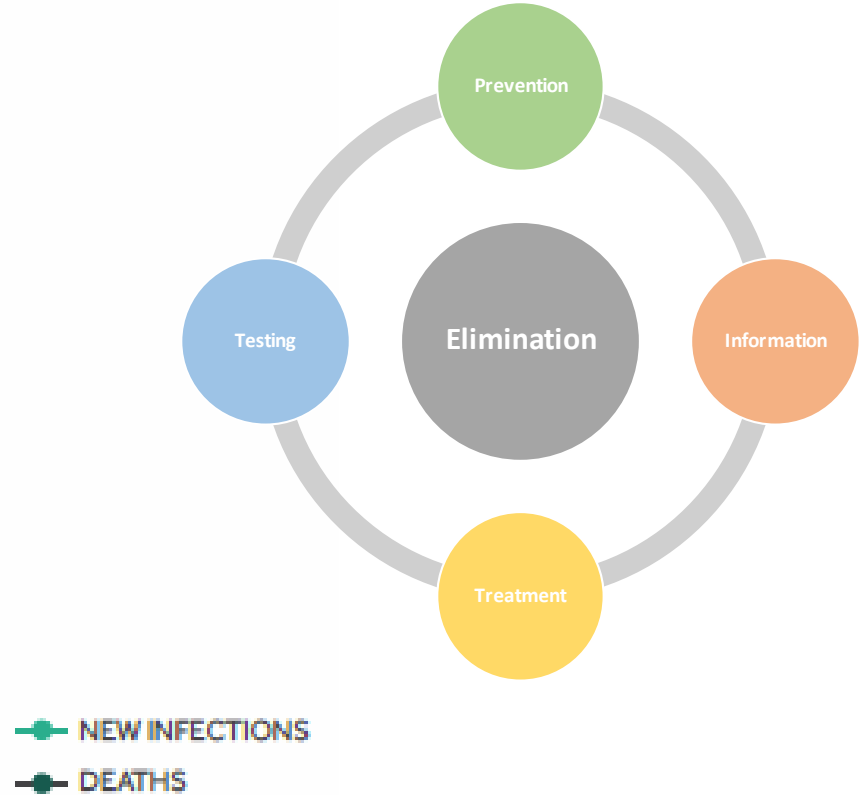 Prevention
Testing
Elimination
Information
Treatment
NEW INFECTIONS
DEATHS